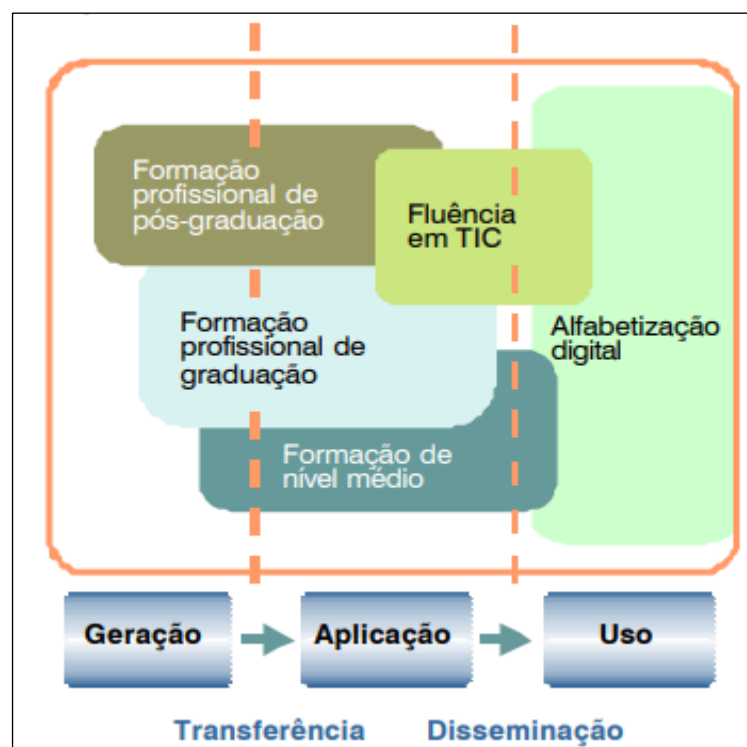 Formação
profissional de
pós-graduação
Fluência
em TIC
Formação
profissional de
graduação
Alfabetização
digital
Formação de
nível médio
Geração
Aplicação
Uso
Transferência
Disseminação